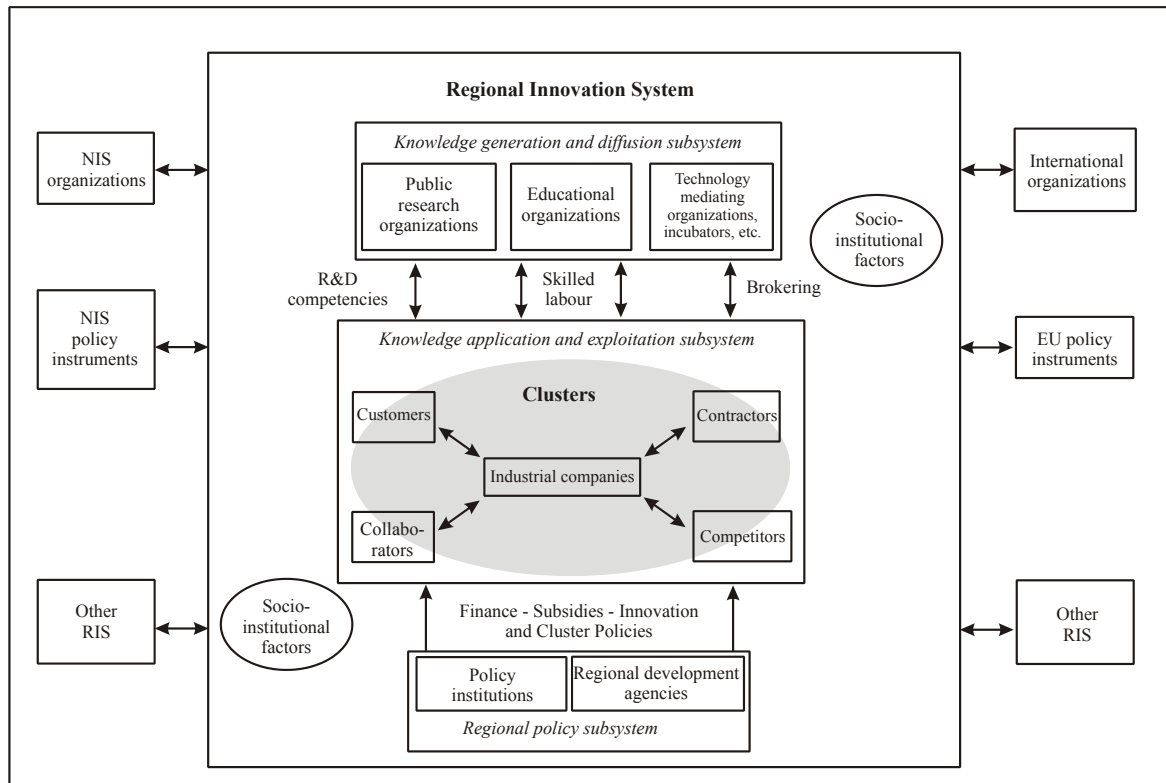 Regional Innovation System
Knowledge generation and diffusion subsystem
Public
research
organizations
Educational
organizations
Technology
mediating
organizations,
incubators, etc.
NIS
organizations
International
organizations
Socio-
institutional
factors
R&D
competencies
Skilled
labour
Brokering
NIS
policy
instruments
EU policy
instruments
Knowledge application and exploitation subsystem
Clusters
Customers
Contractors
Industrial companies
Collabo-
rators
Competitors
Other
RIS
Socio-
institutional
factors
Finance - Subsidies - Innovation
and Cluster Policies
Other
RIS
Policy
institutions
Regional development
agencies
Regional policy subsystem